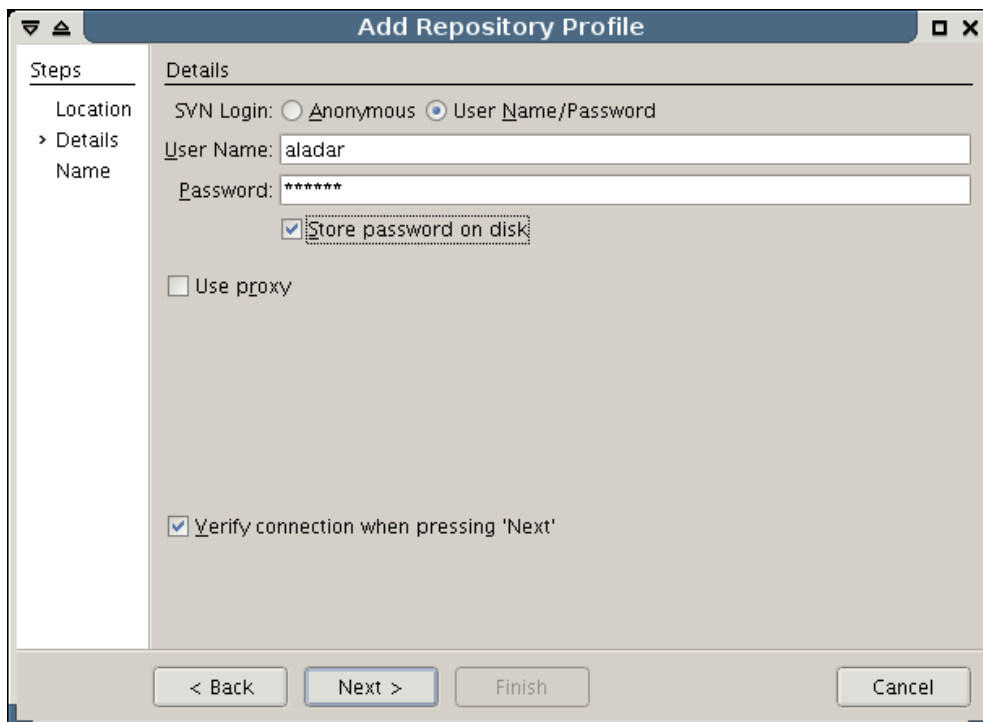 Add Repository Profile
Steps
Location
> Details
Name
Details
SVN Login: Anonymous User Name/Password
User Name: aladar
Password: ******
Store password on disk
Use proxy
Verify connection when pressing 'Next'
< Back Next > Finish Cancel